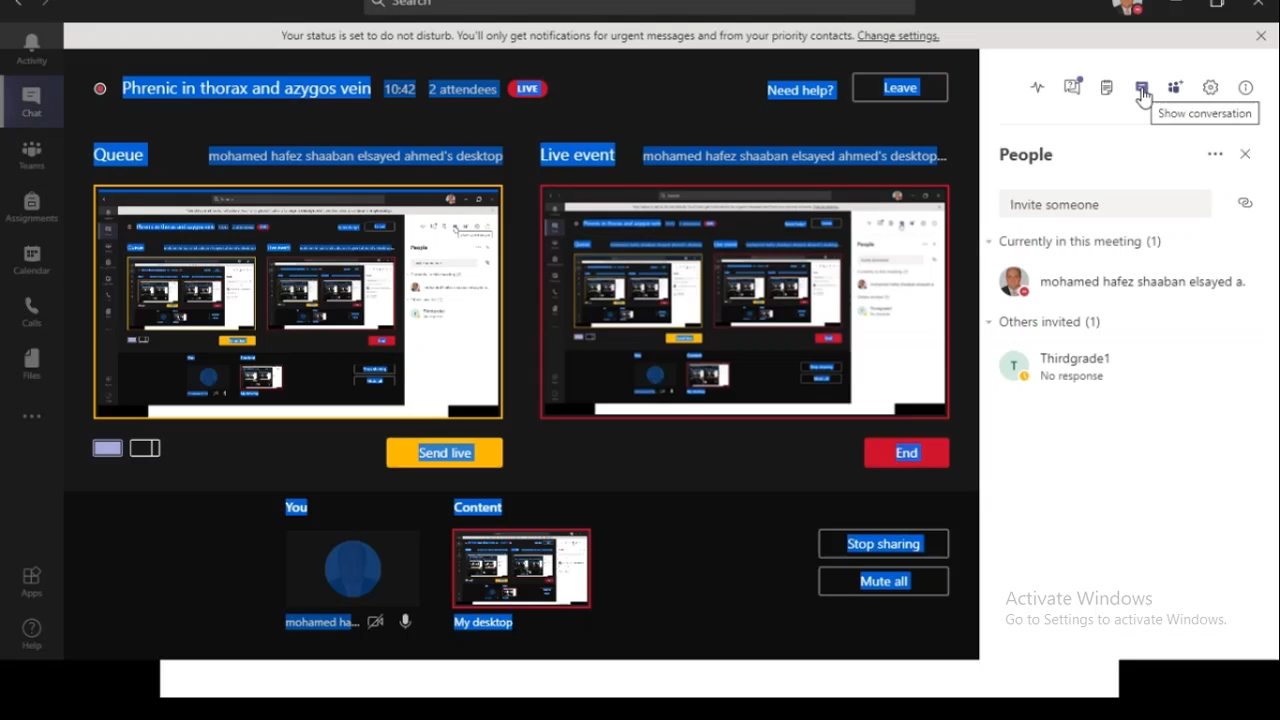 Search
Your status is set to do not disturb. You'll only get notifications for urgent messages and from your priority contacts. Change settings.
Activity
Chat
Teams
Assignments
Calendar
Calls
Files
Apps
Help
Phrenic in thorax and azygos vein 10:42 2 attendees LIVE
Need help?
Leave
Queue
mohamed hafez shaaban elsayed ahmed's desktop
Live event
mohamed hafez shaaban elsayed ahmed's desktop...
Send live
End
You
Content
mohamed ha...
My desktop
Stop sharing
Mute all
Show conversation
People
Invite someone
Currently in this meeting (1)
mohamed hafez shaaban elsayed a.
Others invited (1)
T
Thirdgrade1
No response
Activate Windows
Go to Settings to activate Windows.